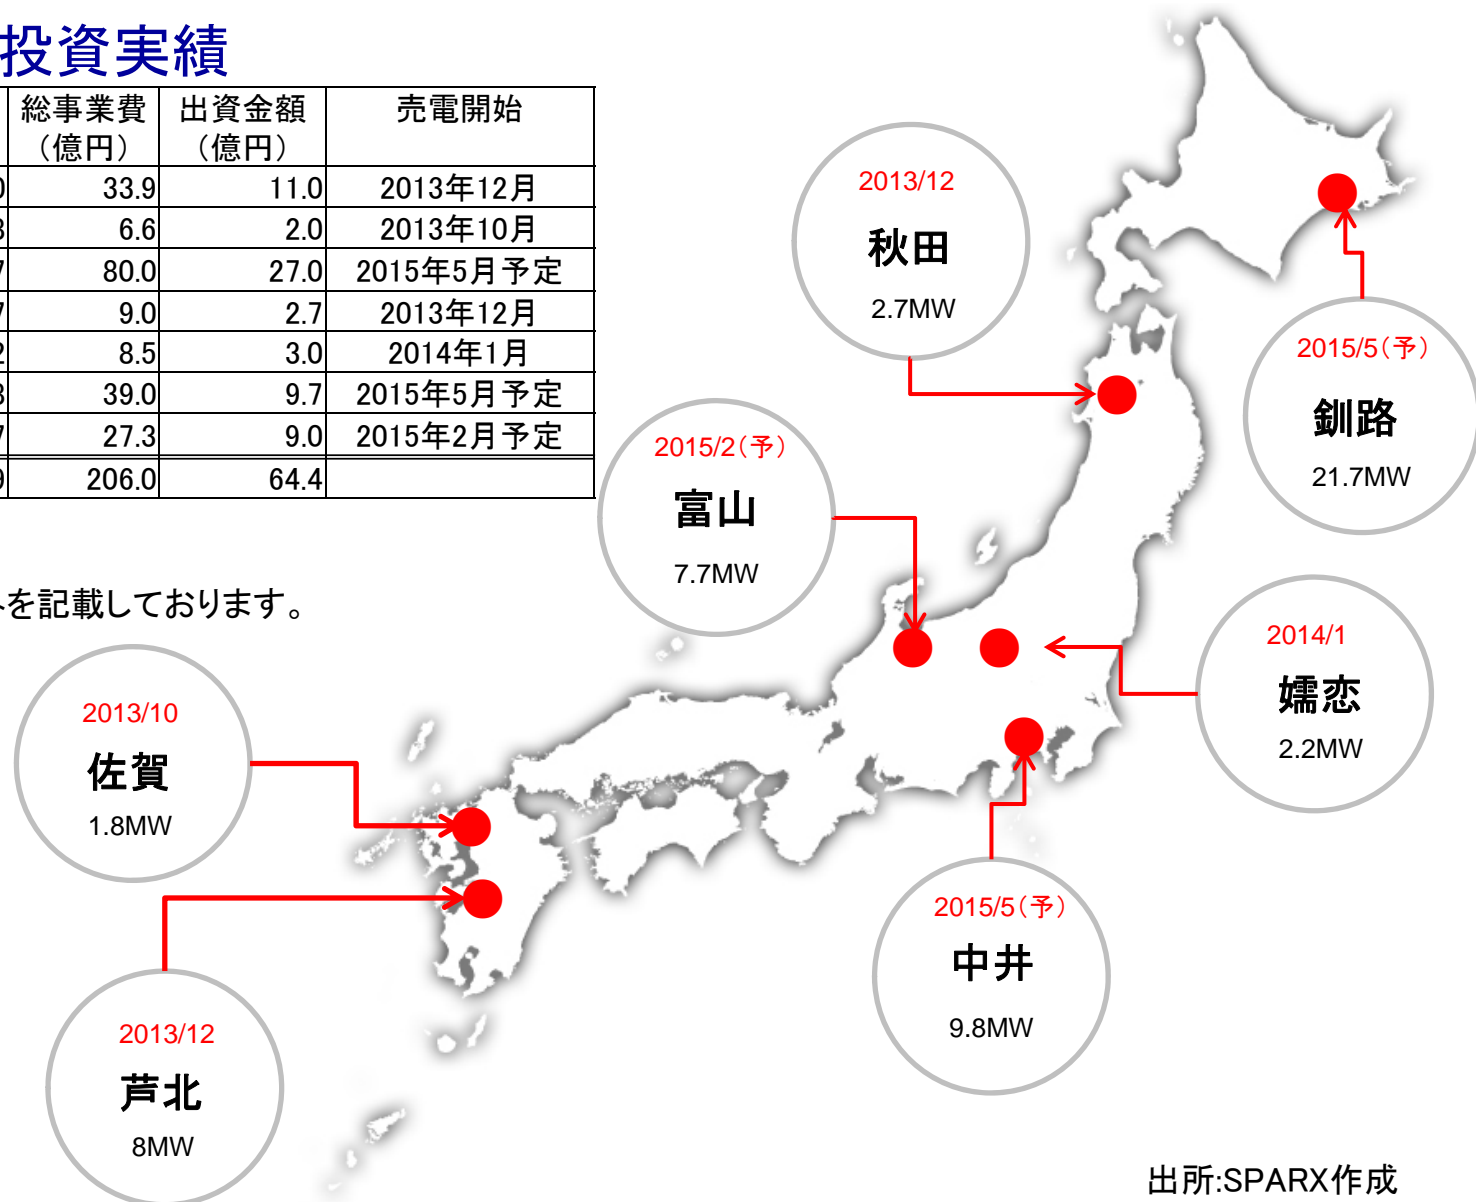 投資実績
総事業費 出資金額 売電開始
（億円） （億円）
33.9 11.0 2013年12月
6.6 2.0 2013年10月
80.0 27.0 2015年5月予定
9.0 2.7 2013年12月
8.5 3.0 2014年1月
39.0 9.7 2015年5月予定
27.3 9.0 2015年2月予定
206.0 64.4
を記載しております。
2013/12
秋田
2.7MW
2015/5（予）
釧路
21.7MW
2015/2（予）
富山
7.7MW
2014/1
嬬恋
2.2MW
2013/10
佐賀
1.8MW
2015/5（予）
中井
9.8MW
2013/12
芦北
8MW
出所:SPARX作成